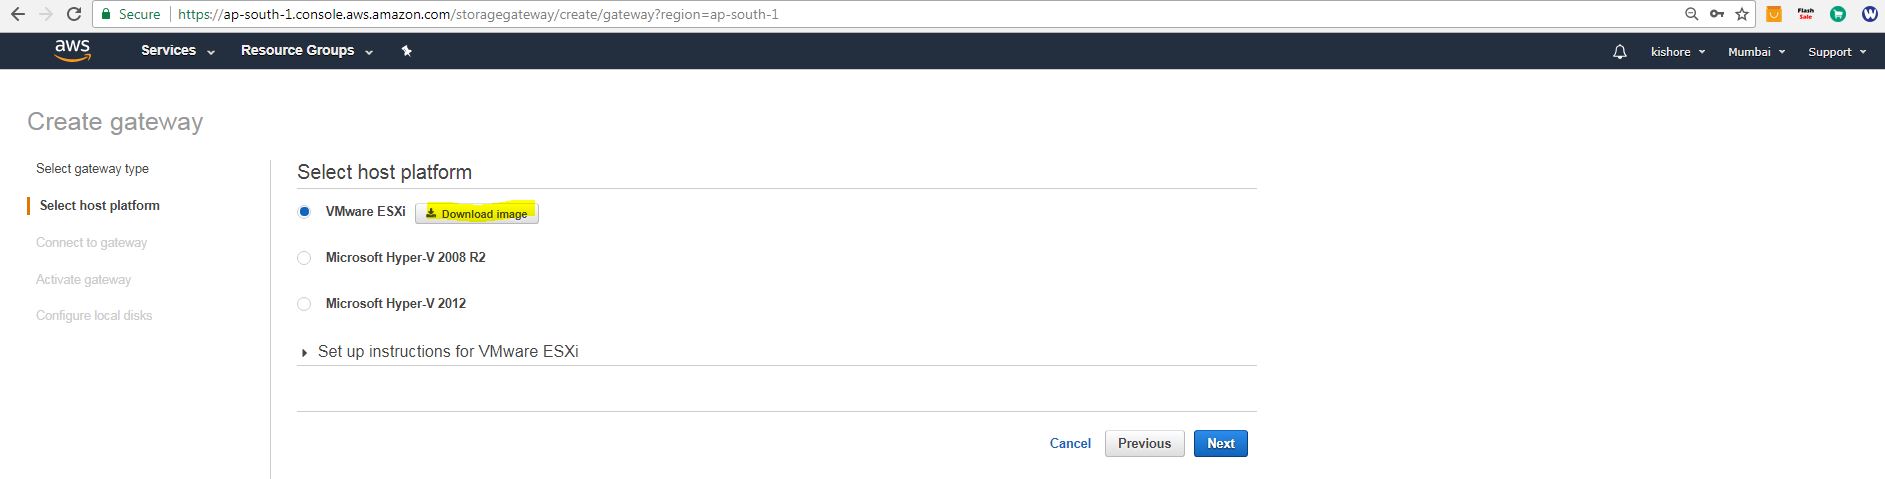 Secure https://ap-south-1.console.aws.amazon.com/storagegateway/create/gateway?region=ap-south-1
Flash Sale
W
aws Services Resource Groups kishore Mumbai Support
Create gateway
Select gateway type
Select host platform
Connect to gateway
Activate gateway
Configure local disks
Select host platform
VMware ESXi Download image
Microsoft Hyper-V 2008 R2
Microsoft Hyper-V 2012
Set up instructions for VMware ESXi
Cancel Previous Next